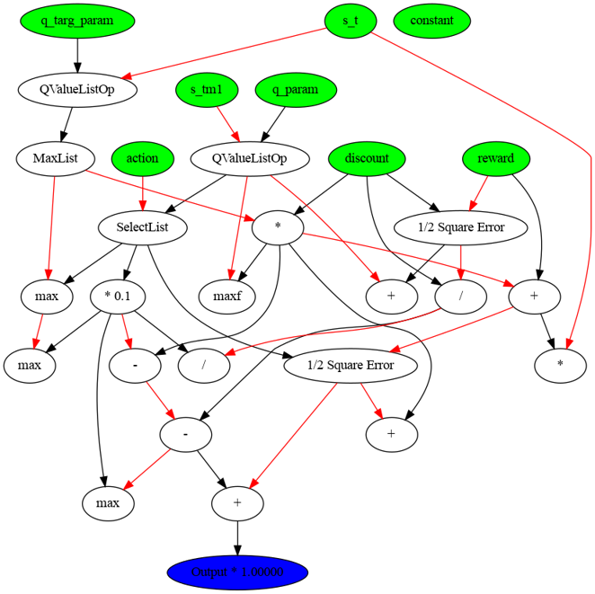 q_targ_param
s_t
constant
QValueListOp
s_tm1
q_param
MaxList
action
QValueListOp
discount
reward
SelectList
*
1/2 Square Error
max
* 0.1
maxf
+
/
+
max
-
/
1/2 Square Error
*
-
+
max
+
Output * 1.00000